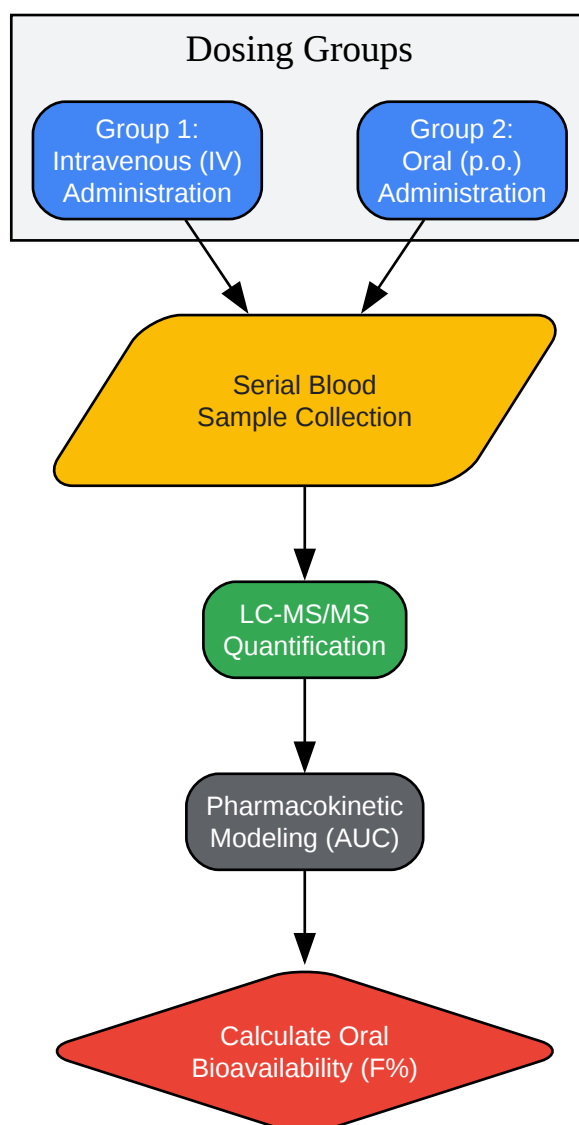 Dosing Groups
Group 1:
Intravenous (IV)
Administration
Group 2:
Oral (p.o.)
Administration
Serial Blood
Sample Collection
LC-MS/MS
Quantification
Pharmacokinetic
Modeling (AUC)
Calculate Oral
Bioavailability (F%)